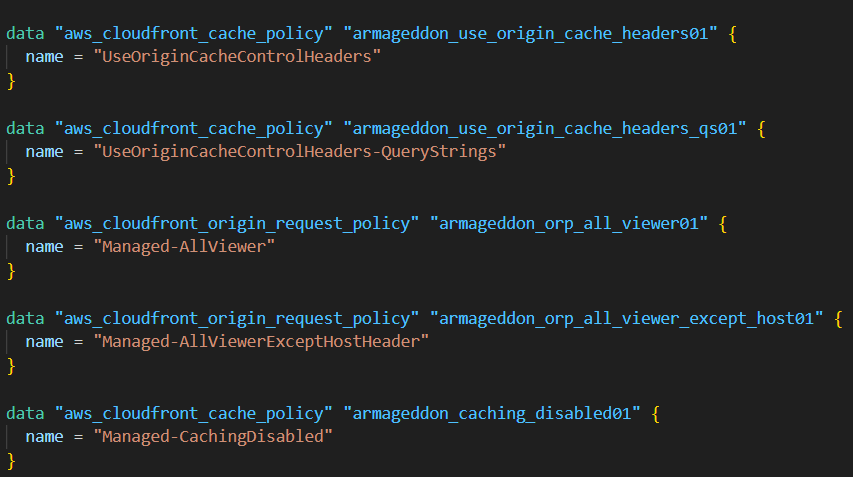 data "aws_cloudfront_cache_policy" "armageddon_use_origin_cache_headers01" {
  name = "UseOriginCacheControlHeaders"
}
data "aws_cloudfront_cache_policy" "armageddon_use_origin_cache_headers_qs01" {
  name = "UseOriginCacheControlHeaders-QueryStrings"
}
data "aws_cloudfront_origin_request_policy" "armageddon_orp_all_viewer01" {
  name = "Managed-AllViewer"
}
data "aws_cloudfront_origin_request_policy" "armageddon_orp_all_viewer_except_host01" {
  name = "Managed-AllViewerExceptHostHeader"
}
data "aws_cloudfront_cache_policy" "armageddon_caching_disabled01" {
  name = "Managed-CachingDisabled"
}